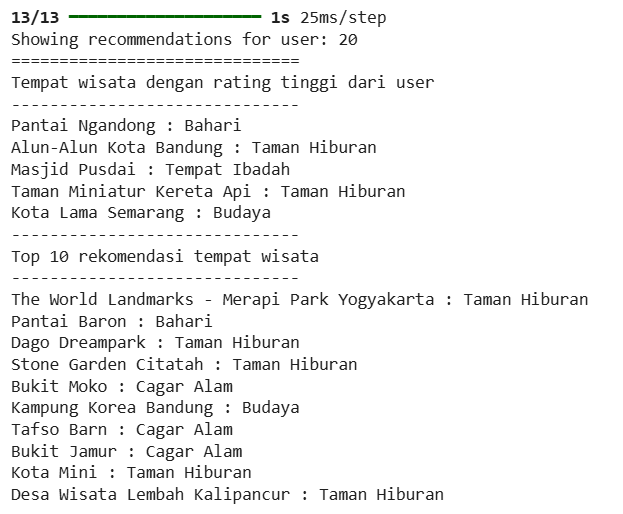 13/13 ━━━━━━━━━━━━━━━━━━━━ 1s 25ms/step
Showing recommendations for user: 20
==============================
Tempat wisata dengan rating tinggi dari user
------------------------------
Pantai Ngandong : Bahari
Alun-Alun Kota Bandung : Taman Hiburan
Masjid Pusdai : Tempat Ibadah
Taman Miniatur Kereta Api : Taman Hiburan
Kota Lama Semarang : Budaya
------------------------------
Top 10 rekomendasi tempat wisata
------------------------------
The World Landmarks - Merapi Park Yogyakarta : Taman Hiburan
Pantai Baron : Bahari
Dago Dreampark : Taman Hiburan
Stone Garden Citatah : Taman Hiburan
Bukit Moko : Cagar Alam
Kampung Korea Bandung : Budaya
Tafso Barn : Cagar Alam
Bukit Jamur : Cagar Alam
Kota Mini : Taman Hiburan
Desa Wisata Lembah Kalipancur : Taman Hiburan